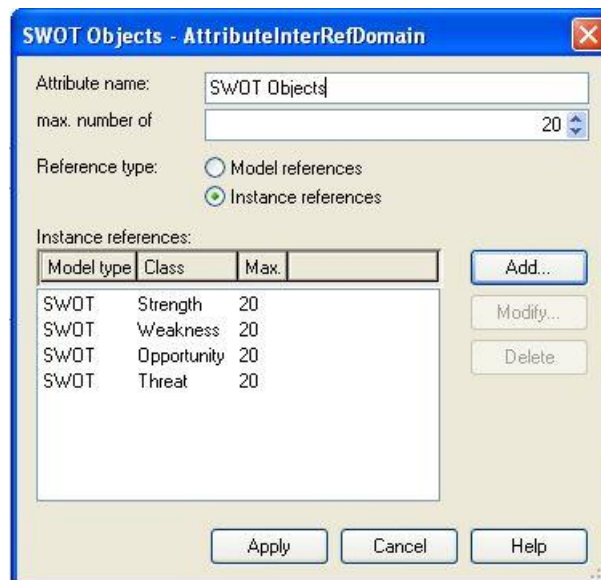 SWOT Objects - AttributeInterRefDomain
Attribute name: SWOT Objects
max. number of 20
Reference type: Model references
Instance references
Instance references:
Model type Class Max.
SWOT Strength 20
SWOT Weakness 20
SWOT Opportunity 20
SWOT Threat 20
Add...
Modify...
Delete
Apply Cancel Help